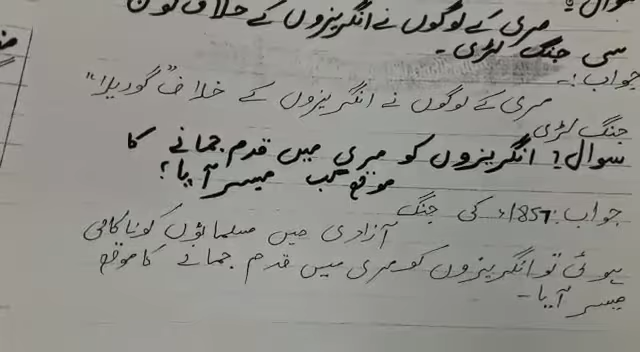 سوال:
مری کے لوگوں نے انگریزوں کے خلاف کون
سی جنگ لڑی۔
جواب:۔
مری کے لوگوں نے انگریزوں کے خلاف "گوریلا"
جنگ لڑی
سوال؟ انگریزوں کو مری میں قدم جمانے کا
موقع کب میسر آیا؟
جواب: 1857ء کی جنگ
آزادی میں مسلمانوں کو ناکامی
ہوئی تو انگریزوں کو مری میں قدم جمانے کا موقع
میسر آیا۔